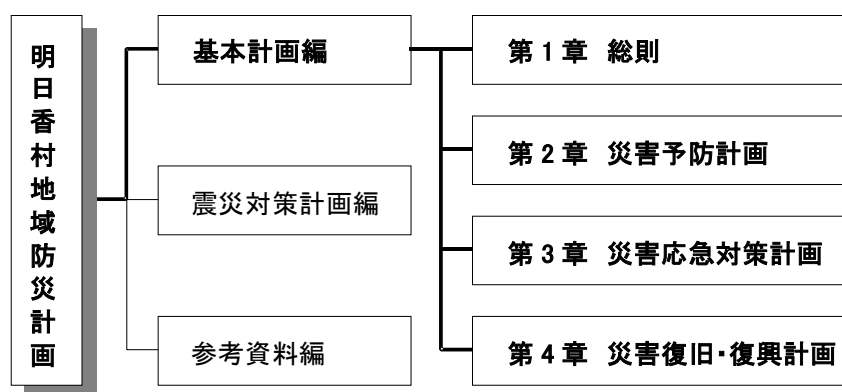 明日香村地域防災計画
基本計画編
震災対策計画編
参考資料編
第1章 総則
第2章 災害予防計画
第3章 災害応急対策計画
第4章 災害復旧・復興計画